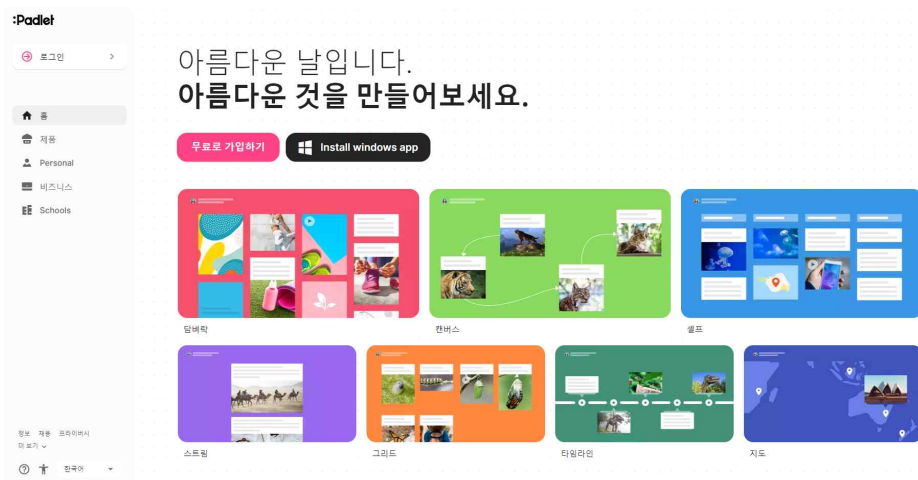 :Padlet
로그인
홈
제품
Personal
비즈니스
Schools
정보 채용 프라이버시
더 보기
한국어
아름다운 날입니다.
아름다운 것을 만들어보세요.
무료로 가입하기
Install windows app
담벼락
캔버스
셸프
스트림
그리드
타임라인
지도